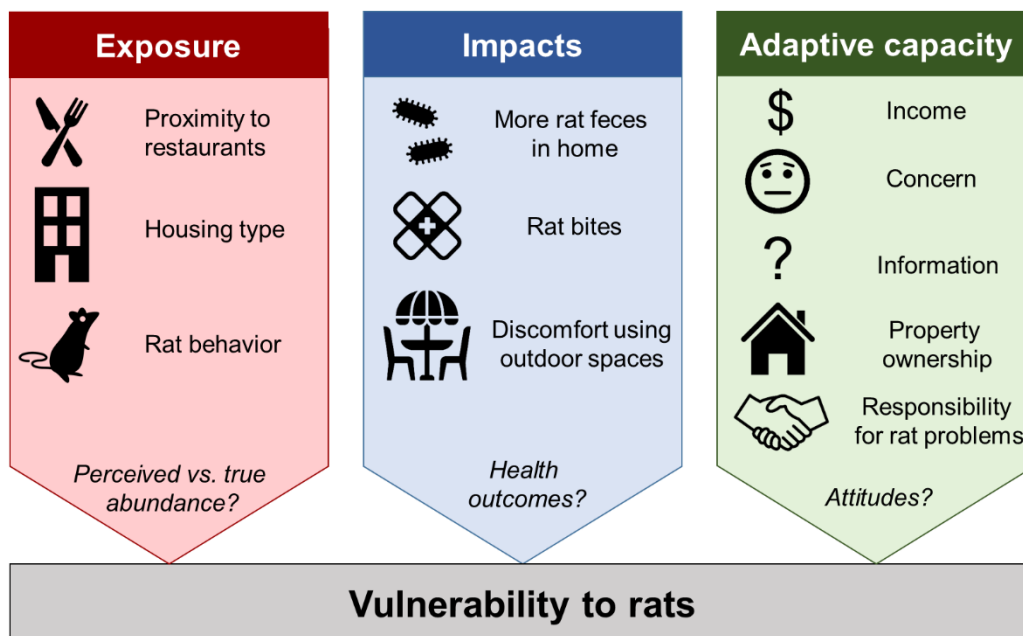 Exposure
Proximity to
restaurants
Housing type
Rat behavior
Perceived vs. true
abundance?
Impacts
More rat feces
in home
Rat bites
Discomfort using
outdoor spaces
Health
outcomes?
Adaptive capacity
$
Income
Concern
?
Information
Property
ownership
Responsibility
for rat problems
Attitudes?
Vulnerability to rats